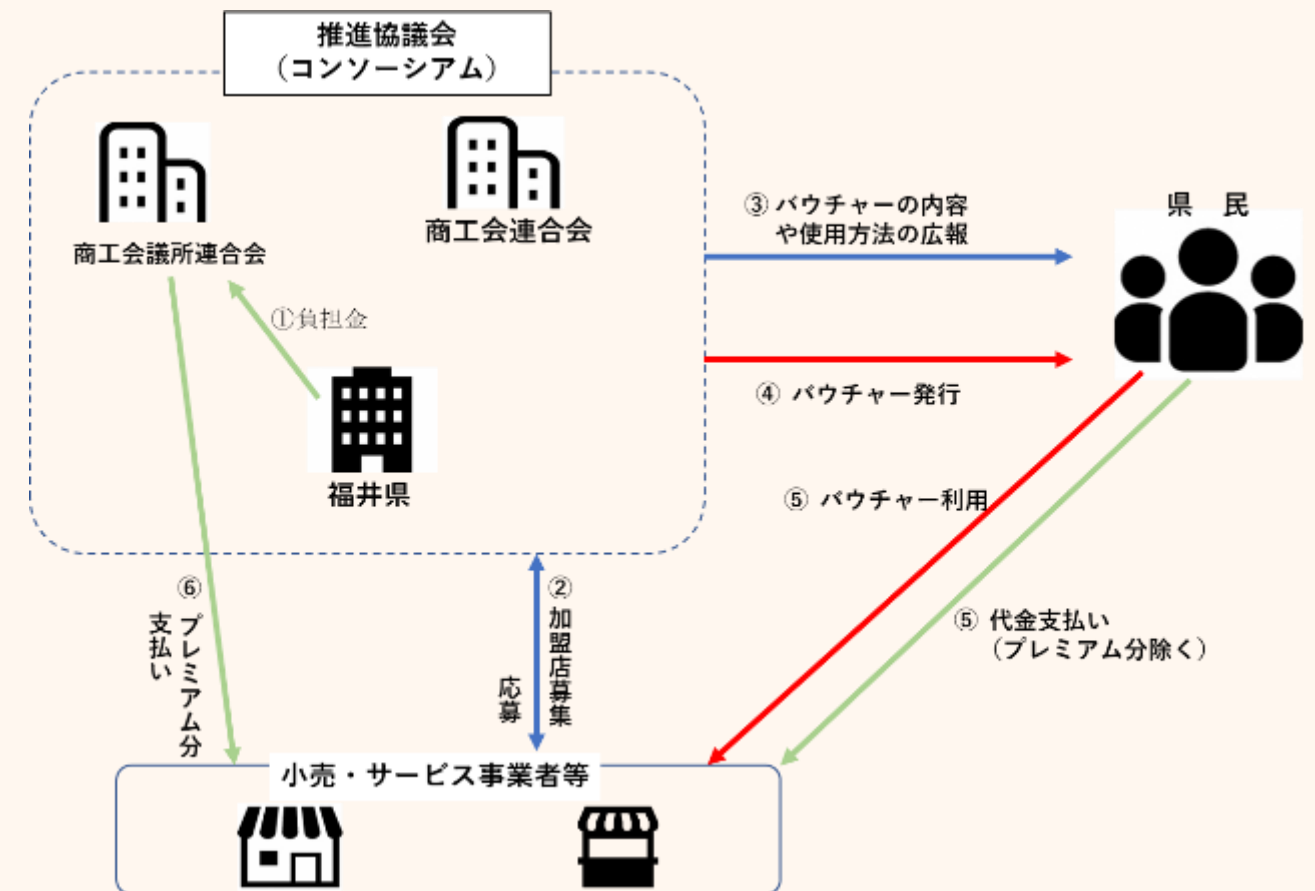 推進協議会
（コンソーシアム）
商工会議所連合会
商工会連合会
①負担金
福井県
③ バウチャーの内容
や使用方法の広報
県　民
④ バウチャー発行
⑤ バウチャー利用
⑤ 代金支払い
（プレミアム分除く）
⑥ プレミアム分
支払い
② 加盟店募集
応募
小売・サービス事業者等